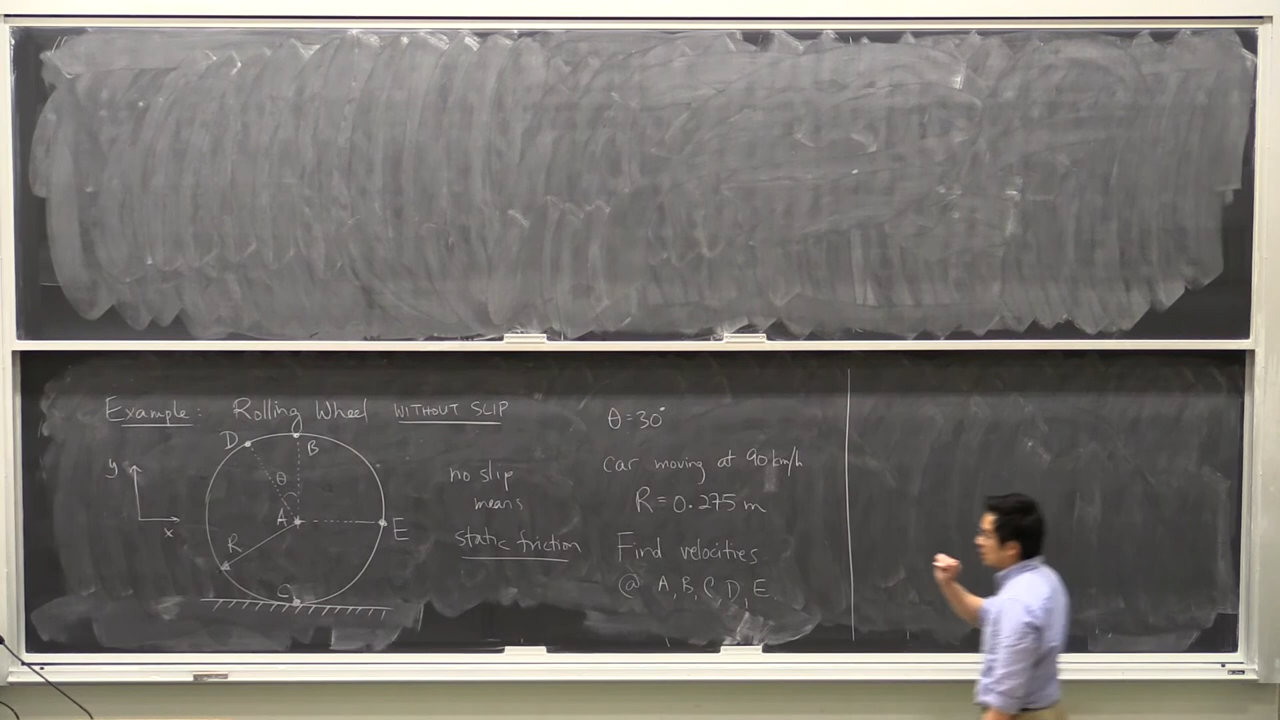 Example: Rolling Wheel WITHOUT SLIP
D
B
y
θ
x
A
E
R
C
no slip
means
static friction
θ=30°
car moving at 90 km/h
R=0.275 m
Find velocities
@ A, B, C, D, E.